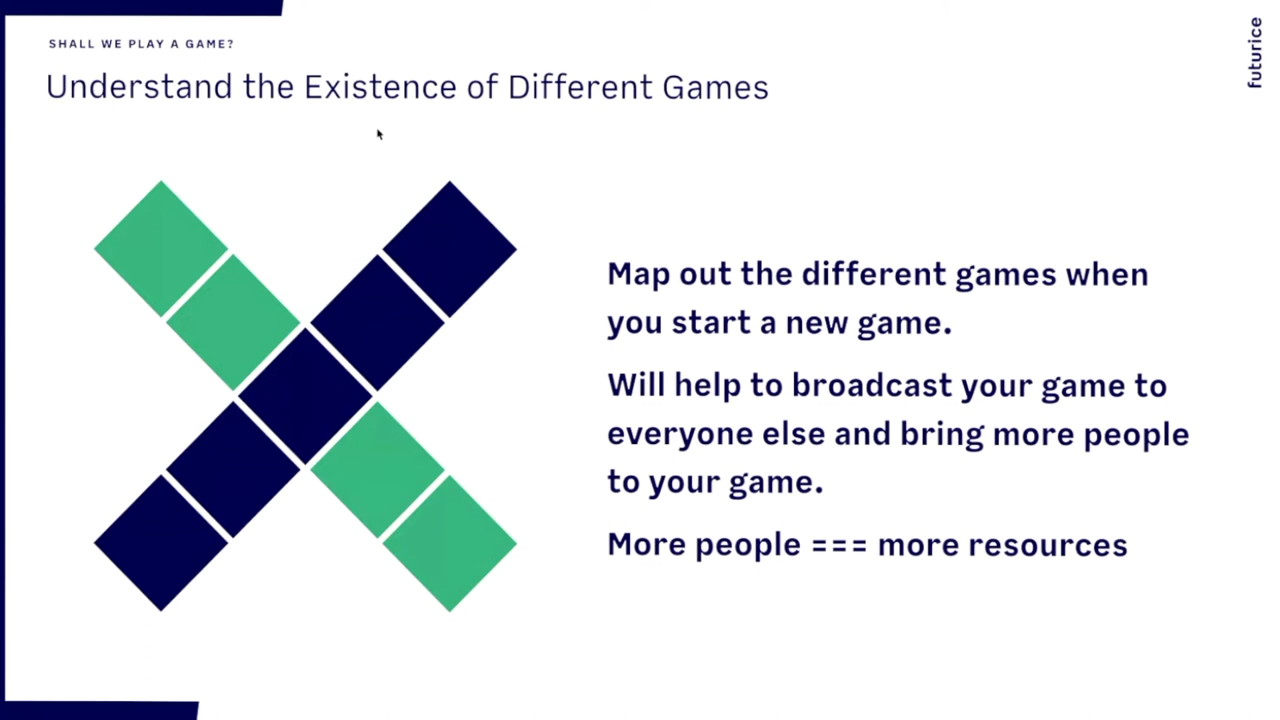 SHALL WE PLAY A GAME?
Understand the Existence of Different Games
futurice
Map out the different games when
you start a new game.
Will help to broadcast your game to
everyone else and bring more people
to your game.
More people === more resources